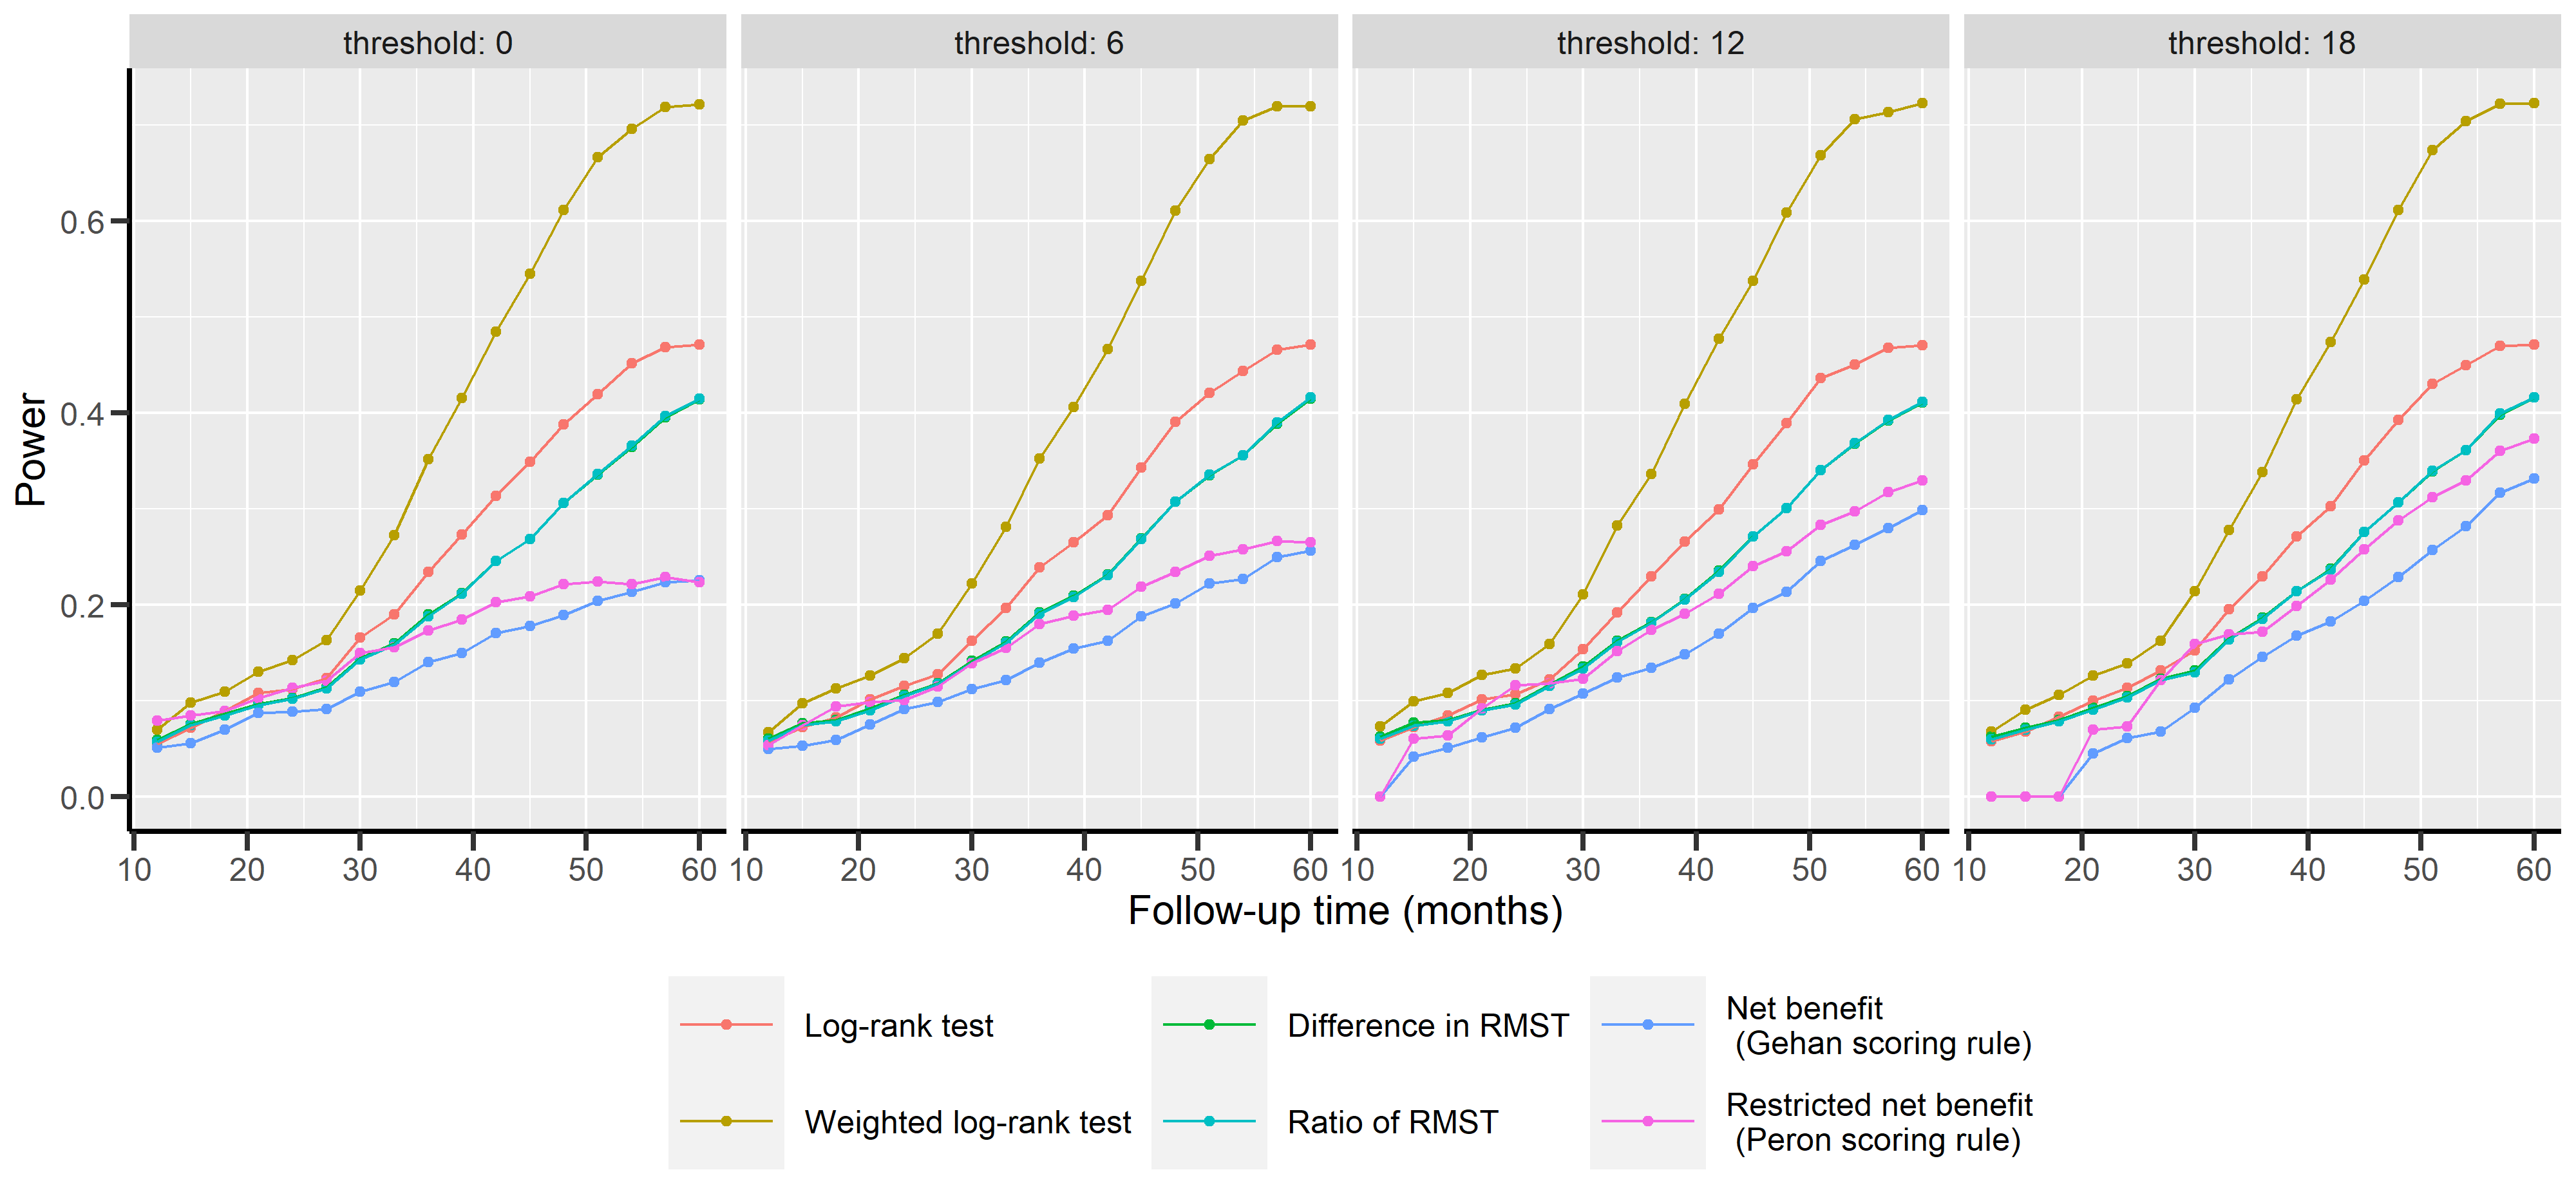 threshold: 0
threshold: 6
threshold: 12
threshold: 18
Power
0.6
0.4
0.2
0.0
10 20 30 40 50 60
10 20 30 40 50 60
10 20 30 40 50 60
10 20 30 40 50 60
Follow-up time (months)
Log-rank test
Weighted log-rank test
Difference in RMST
Ratio of RMST
Net benefit
(Gehan scoring rule)
Restricted net benefit
(Peron scoring rule)